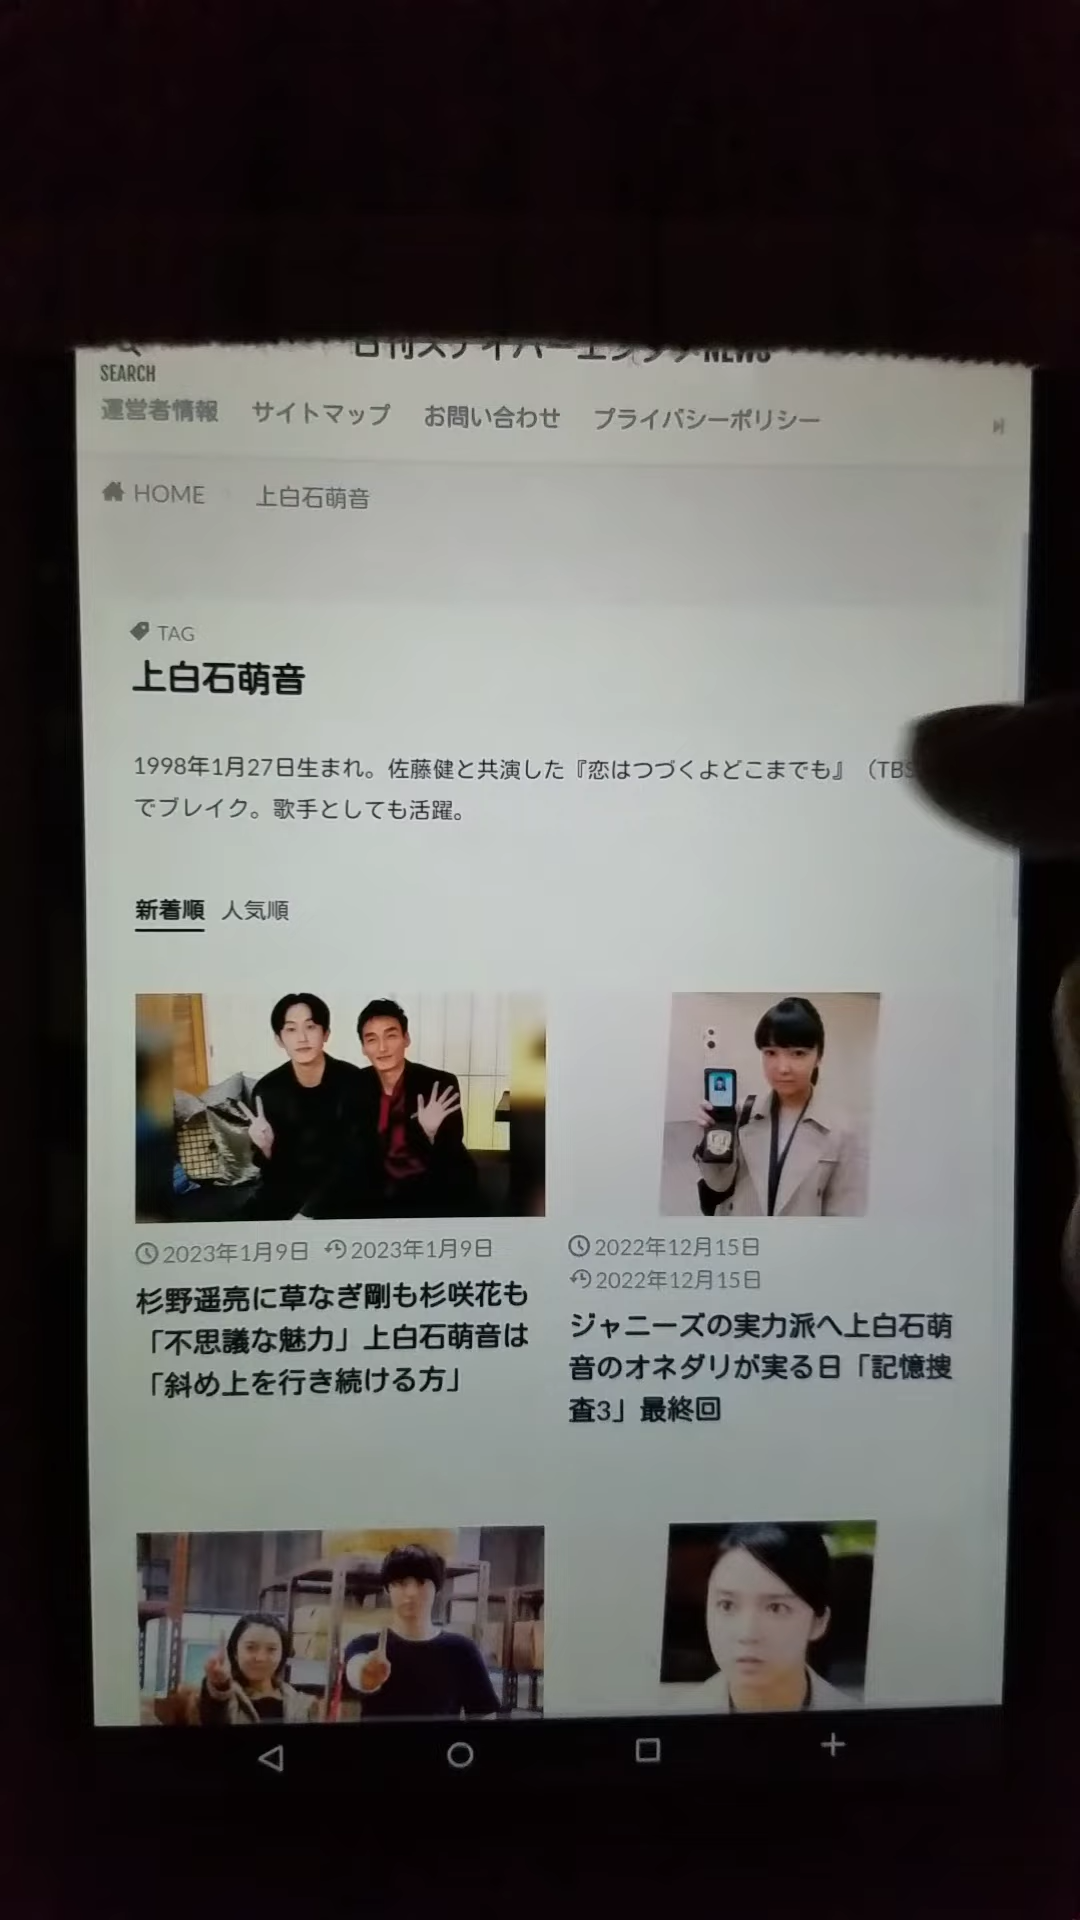 NEWS
SEARCH
運営者情報 サイトマップ お問い合わせ プライバシーポリシー
HOME 上白石萌音
TAG
上白石萌音
1998年1月27日生まれ。佐藤健と共演した『恋はつづくよどこまでも』（TBS
でブレイク。歌手としても活躍。
新着順 人気順
2023年1月9日 2023年1月9日
杉野遥亮に草なぎ剛も杉咲花も
「不思議な魅力」上白石萌音は
「斜め上を行き続ける方」
2022年12月15日
2022年12月15日
ジャニーズの実力派へ上白石萌
音のオネダリが実る日「記憶捜
査3」最終回